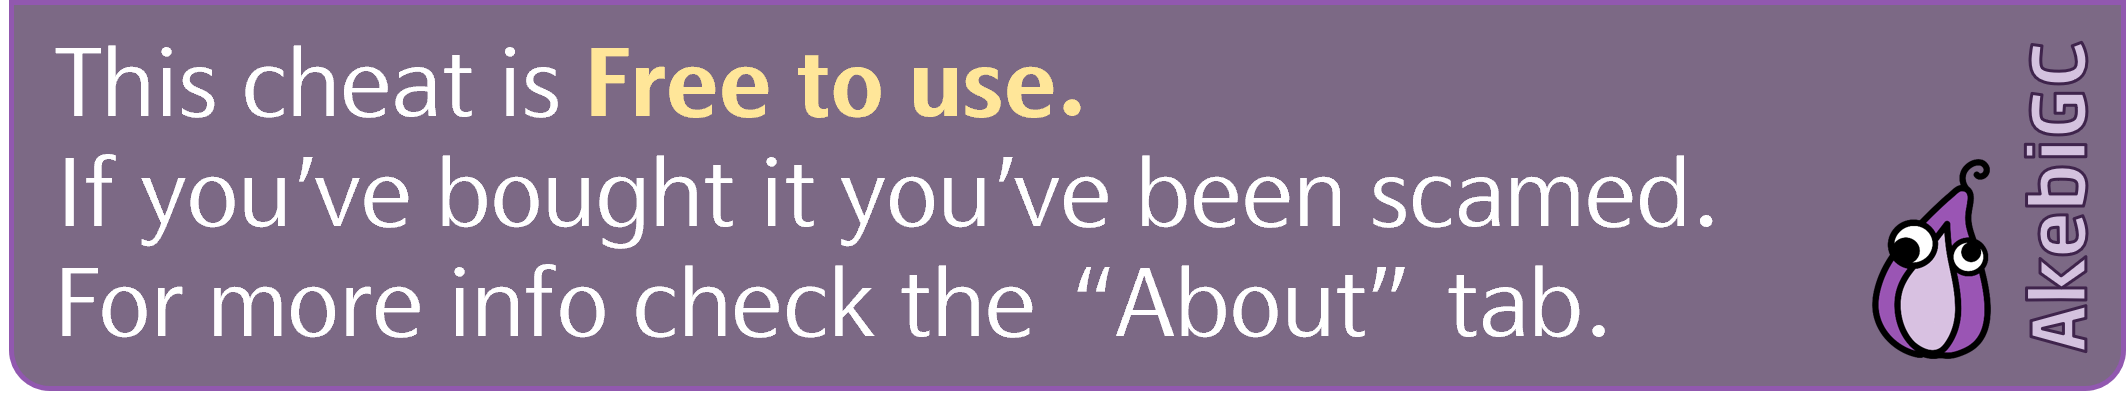 This cheat is Free to use.
If you’ve bought it you’ve been scamed.
For more info check the “About” tab.
AkebiGC